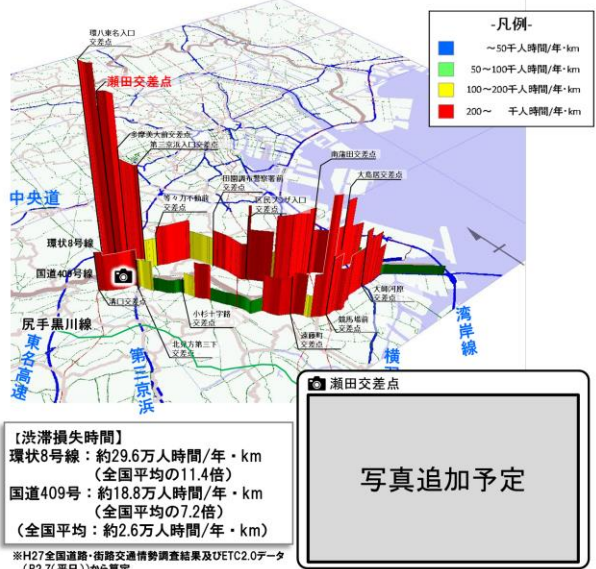 -凡例-
～50千人時間/年・km
50～100千人時間/年・km
100～200千人時間/年・km
200～　千人時間/年・km
環八東名入口
交差点
瀬田交差点
多摩美大前交差点
第三京浜入口交差点
等々力不動前
交差点
田園調布警察署前
交差点
区民プラザ入口
交差点
南蒲田交差点
大鳥居交差点
中央道
環状8号線
国道409号線
尻手黒川線
東名高速
第三京浜
溝口交差点
北見方第三下
交差点
小杉十字路
交差点
遠藤町
交差点
競馬場前
交差点
大師河原
交差点
湾岸線
瀬田交差点
写真追加予定
【渋滞損失時間】
環状8号線：約29.6万人時間/年・km
（全国平均の11.4倍）
国道409号：約18.8万人時間/年・km
（全国平均の7.2倍）
（全国平均：約2.6万人時間/年・km）
※H27全国道路・街路交通情勢調査結果及びETC2.0データ
（R2.7(平日)）から算定